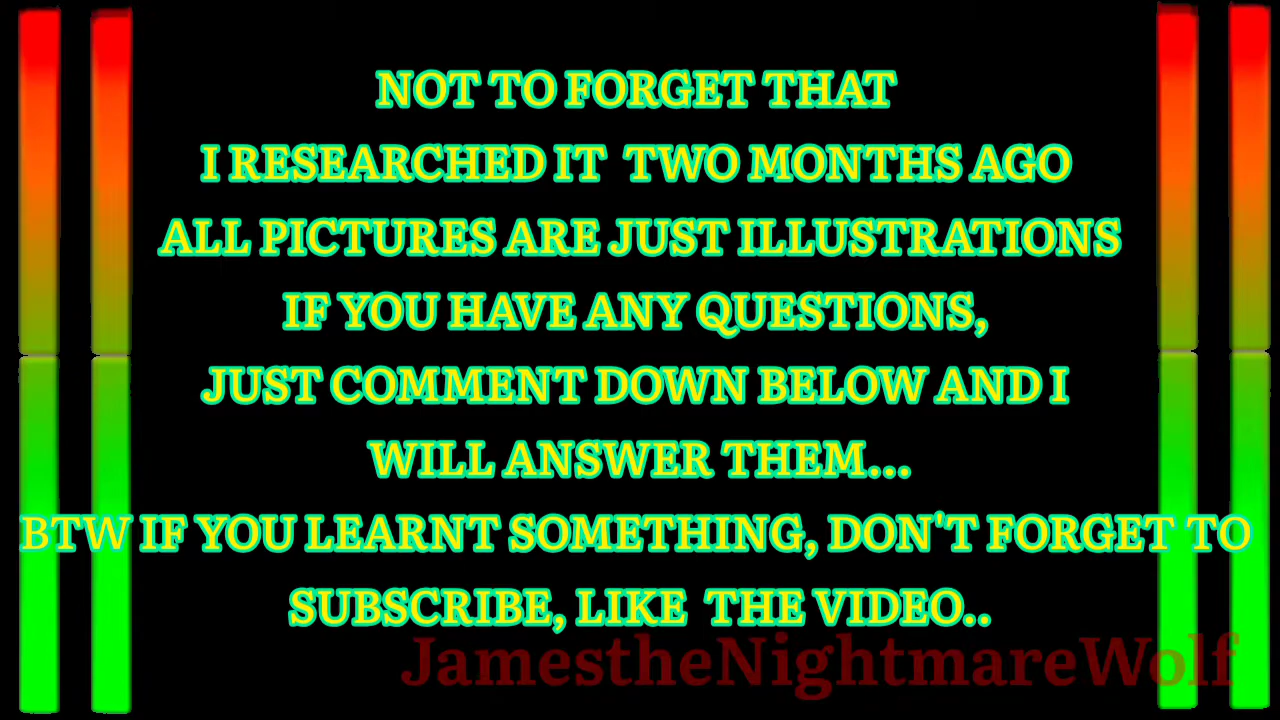 NOT TO FORGET THAT
I RESEARCHED IT TWO MONTHS AGO
ALL PICTURES ARE JUST ILLUSTRATIONS
IF YOU HAVE ANY QUESTIONS,
JUST COMMENT DOWN BELOW AND I
WILL ANSWER THEM...
BTW IF YOU LEARNT SOMETHING, DON'T FORGET TO
SUBSCRIBE, LIKE THE VIDEO..
JamestheNightmareWolf